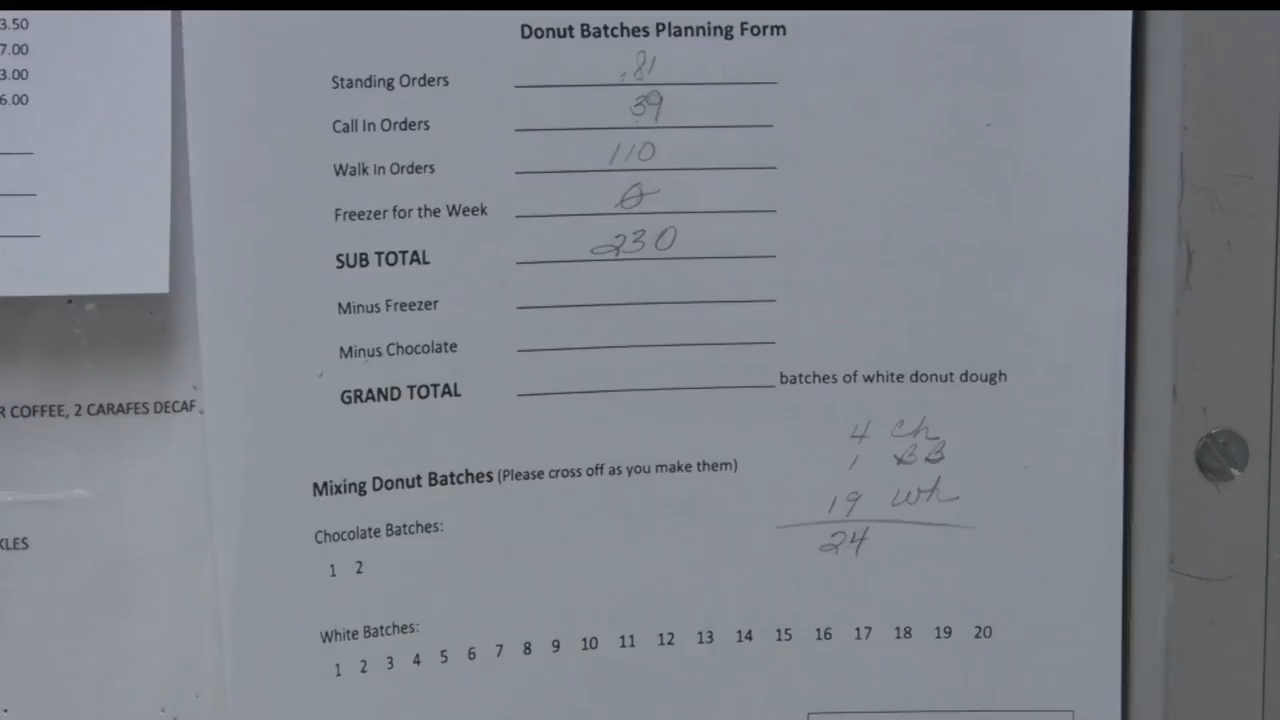 3.50
7.00
3.00
6.00
R COFFEE, 2 CARAFES DECAF
KLES
Donut Batches Planning Form
Standing Orders 81
Call In Orders 39
Walk In Orders 110
Freezer for the Week 0
SUB TOTAL 230
Minus Freezer
Minus Chocolate
GRAND TOTAL batches of white donut dough
4 Ch
1 BB
19 Wh
24
Mixing Donut Batches (Please cross off as you make them)
Chocolate Batches:
1 2
White Batches:
1 2 3 4 5 6 7 8 9 10 11 12 13 14 15 16 17 18 19 20